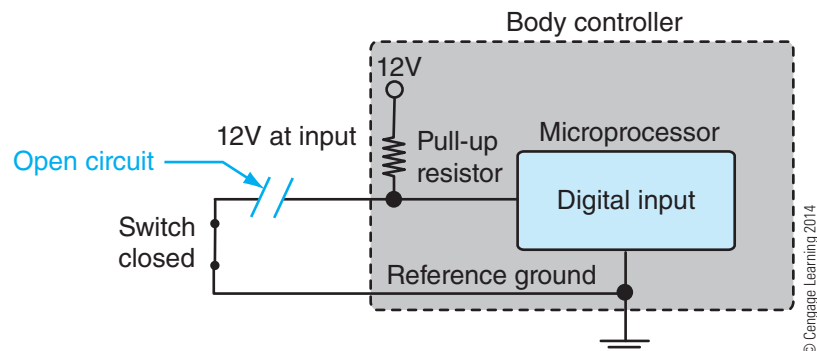 Body controller
12V
12V at input
Pull-up
resistor
Microprocessor
Open circuit
Digital input
Switch
closed
Reference ground
© Cengage Learning 2014